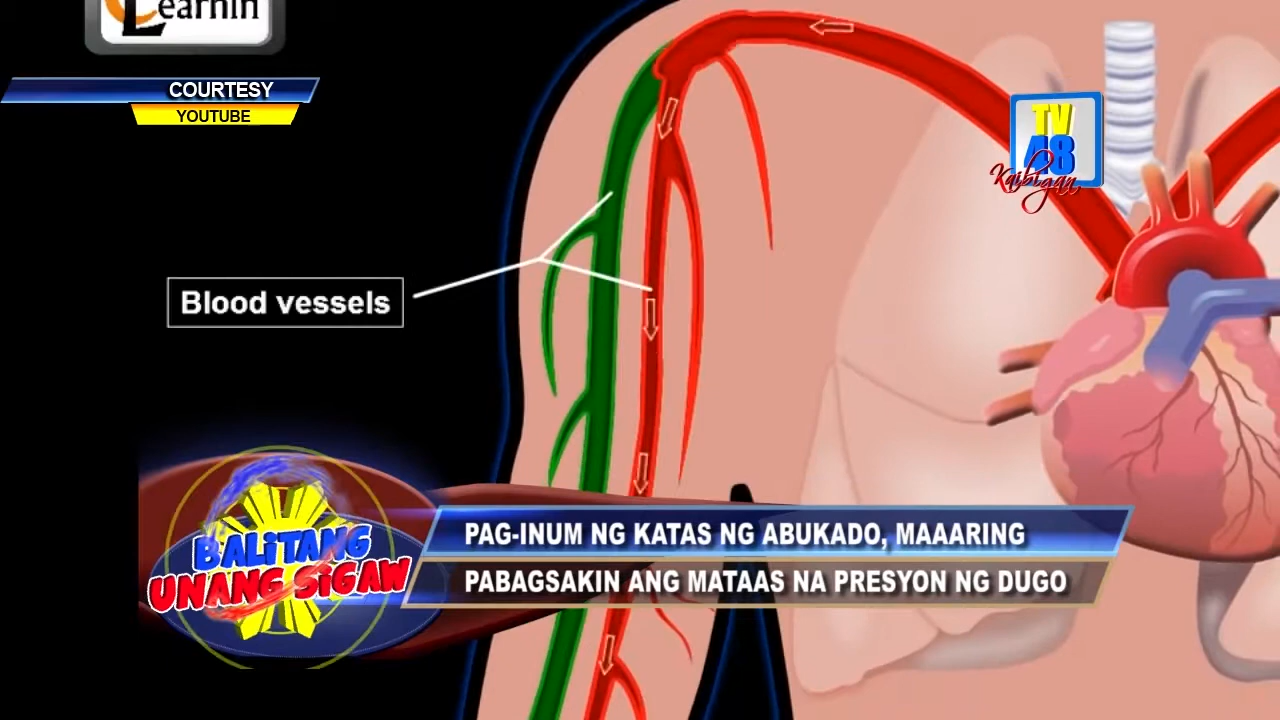 Learnin
COURTESY
YOUTUBE
TV
48
Kaibigan
Blood vessels
BALITANG
UNANG SIGAW
PAG-INUM NG KATAS NG ABUKADO, MAAARING
PABAGSAKIN ANG MATAAS NA PRESYON NG DUGO